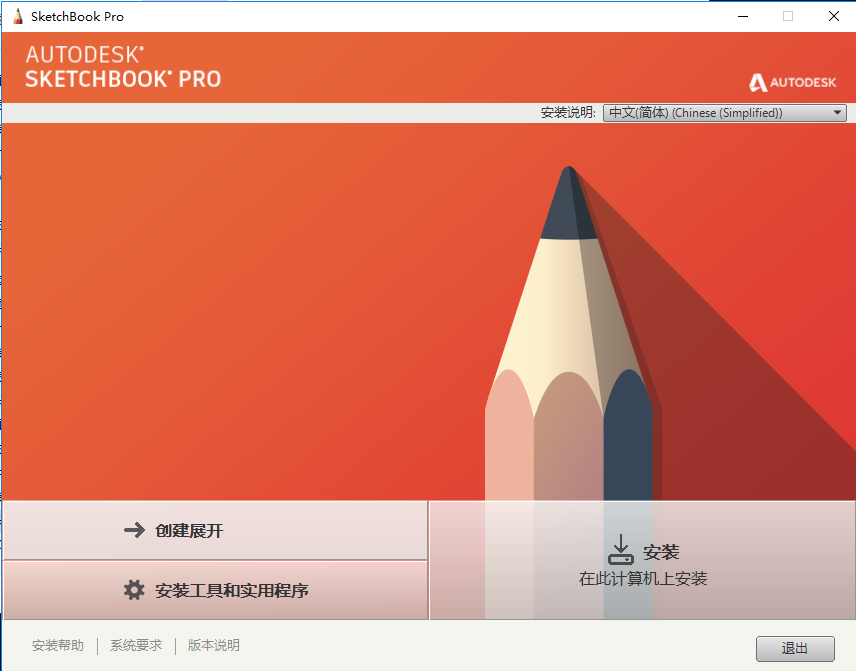 SketchBook Pro
AUTODESK®
SKETCHBOOK® PRO
AUTODESK
安装说明: 中文(简体) (Chinese (Simplified))
创建展开
安装工具和实用程序
安装
在此计算机上安装
安装帮助 系统要求 版本说明
退出